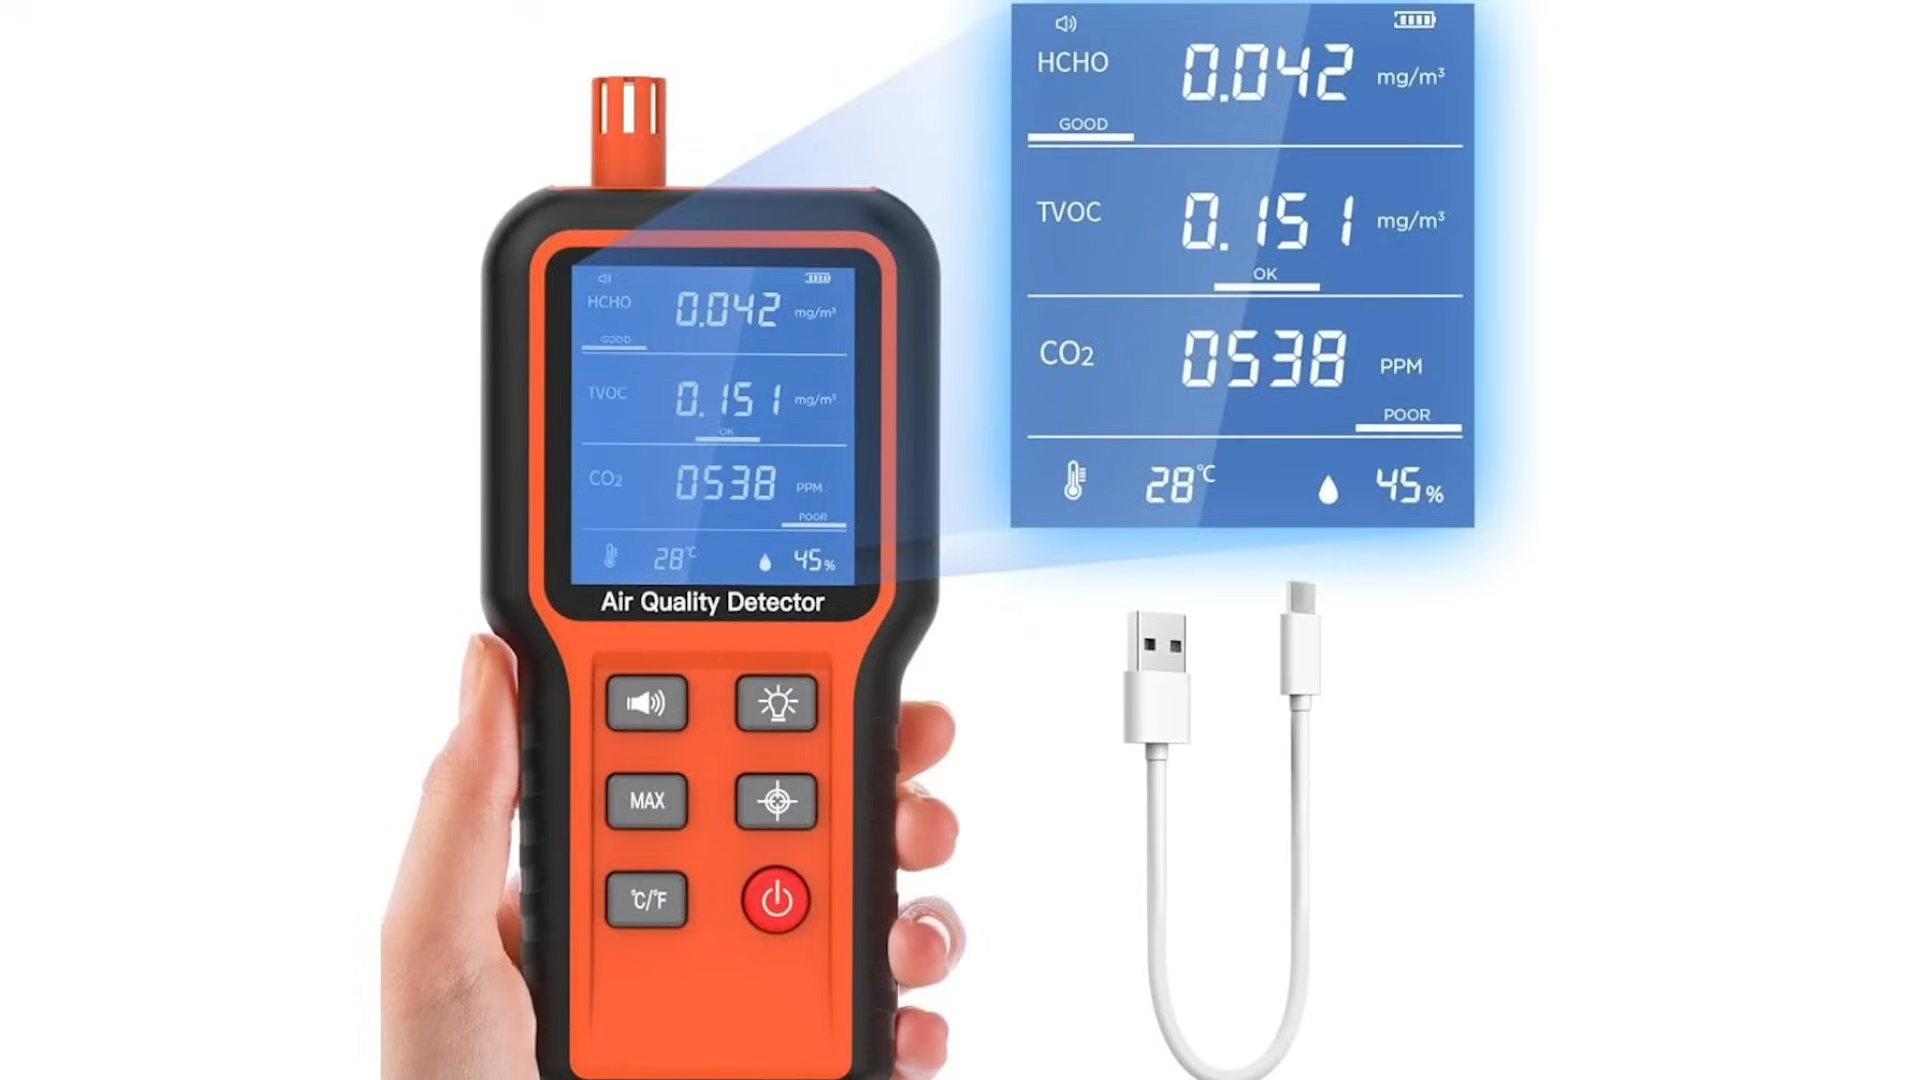 HCHO 0.042 mg/m³
GOOD
TVOC 0.151 mg/m³
OK
CO2 0538 PPM
POOR
28°C 45%
HCHO 0.042 mg/m³
GOOD
TVOC 0.151 mg/m³
OK
CO2 0538 PPM
POOR
28°C 45%
Air Quality Detector
MAX
°C/°F